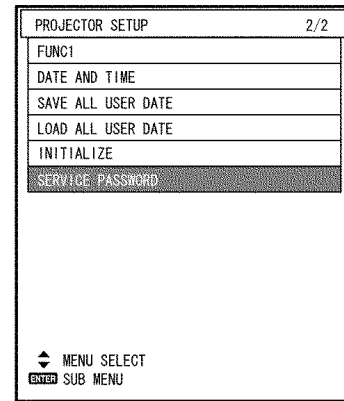 PROJECTOR SETUP 2/2
FUNC1
DATE AND TIME
SAVE ALL USER DATE
LOAD ALL USER DATE
INITIALIZE
SERVICE PASSWORD
MENU SELECT
ENTER SUB MENU